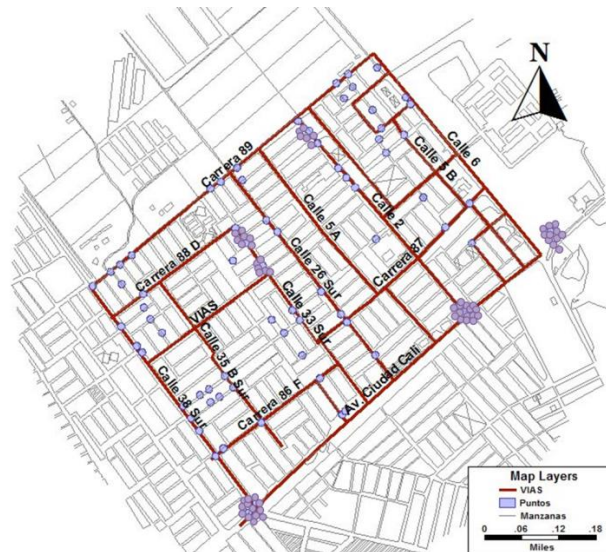 N
Calle 6
Carrera 89
Calle 5 B
Calle 2
Calle 5 A
Carrera 87
Carrera 88 D
Calle 26 Sur
VIAS
Calle 33 Sur
Calle 35 B Sur
Av. Ciudad Cali
Calle 38 Sur
Carrera 86 F
Map Layers
VIAS
Puntos
Manzanas
0 .06 .12 .18
Miles